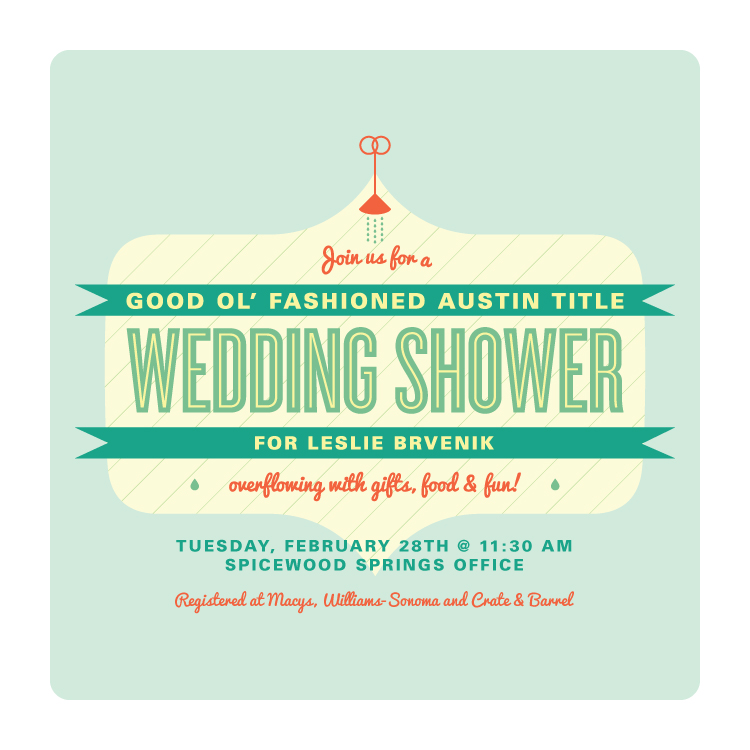 Join us for a
GOOD OL' FASHIONED AUSTIN TITLE
WEDDING SHOWER
FOR LESLIE BRVENIK
overflowing with gifts, food & fun!
TUESDAY, FEBRUARY 28TH @ 11:30 AM
SPICEWOOD SPRINGS OFFICE
Registered at Macys, Williams-Sonoma and Crate & Barrel